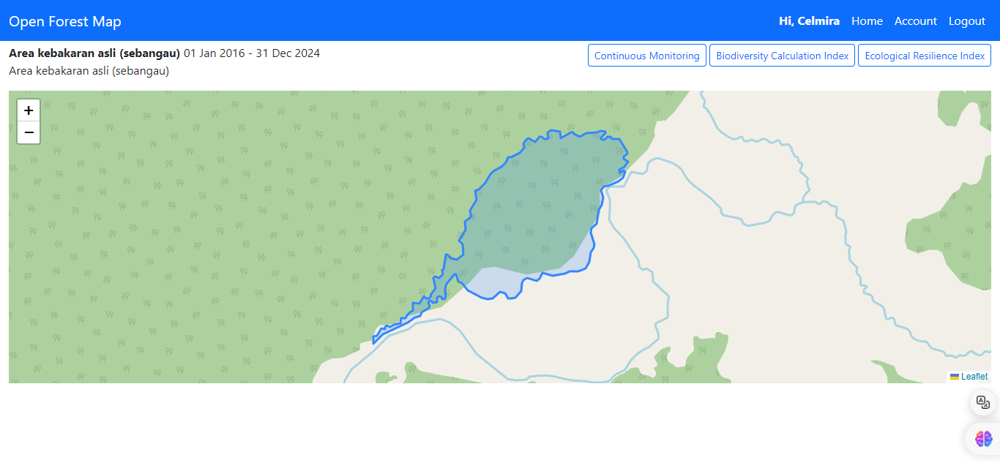 Open Forest Map
Hi, Celmira Home Account Logout
Area kebakaran asli (sebangau) 01 Jan 2016 - 31 Dec 2024
Continuous Monitoring Biodiversity Calculation Index Ecological Resilience Index
Area kebakaran asli (sebangau)
+
−
Leaflet